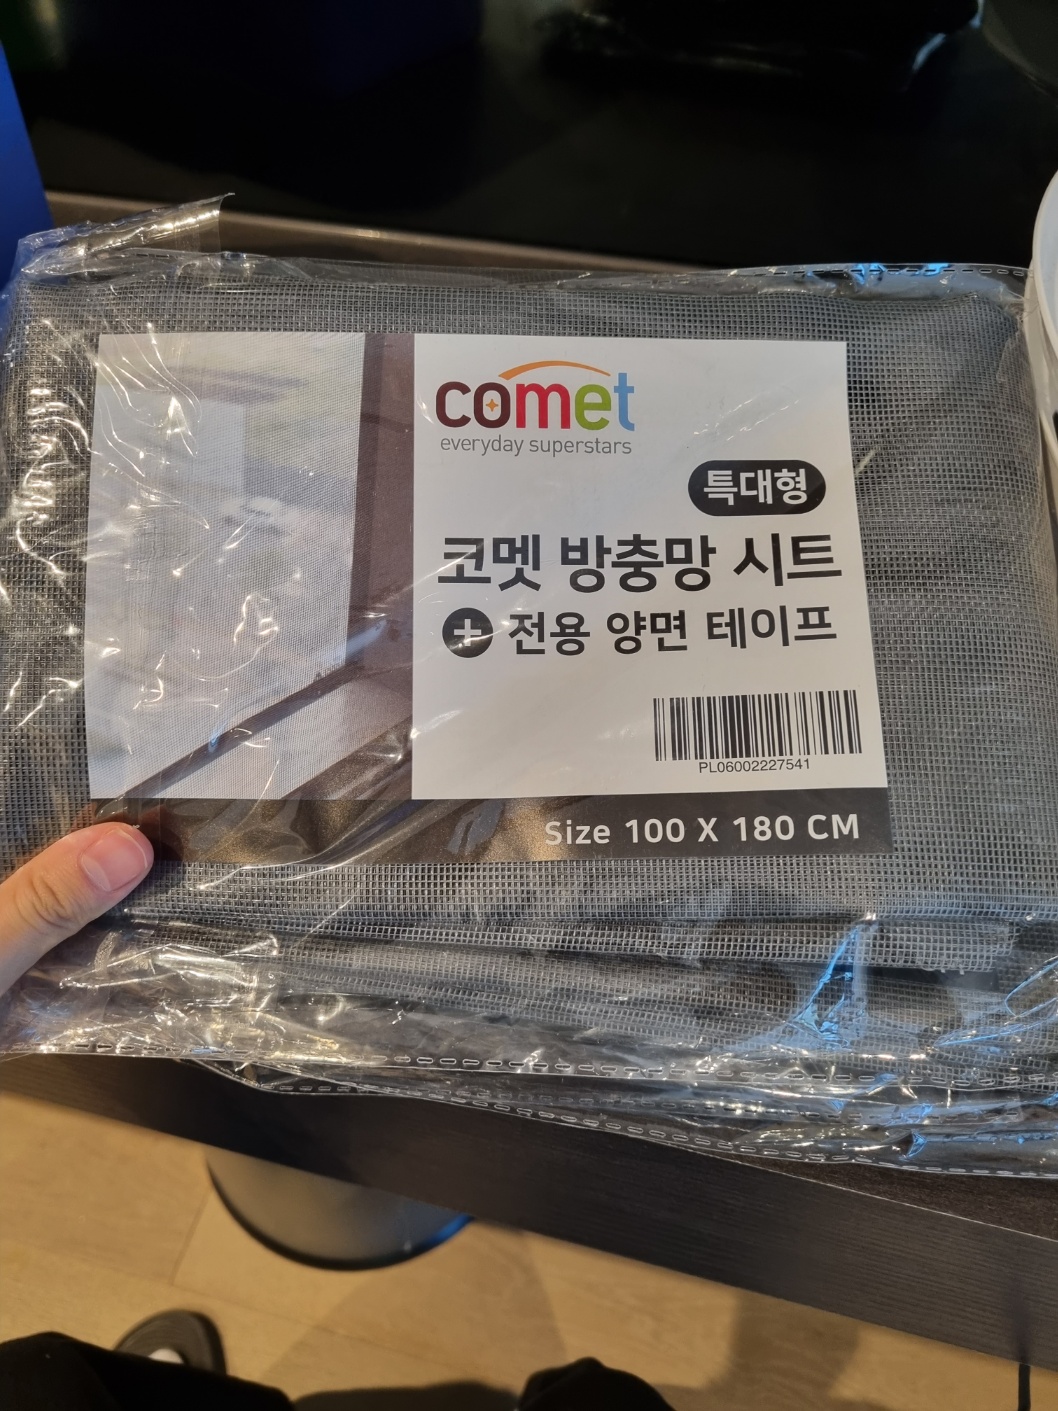 comet
everyday superstars
특대형
코멧 방충망 시트
+ 전용 양면 테이프
PL06002227541
Size 100 X 180 CM